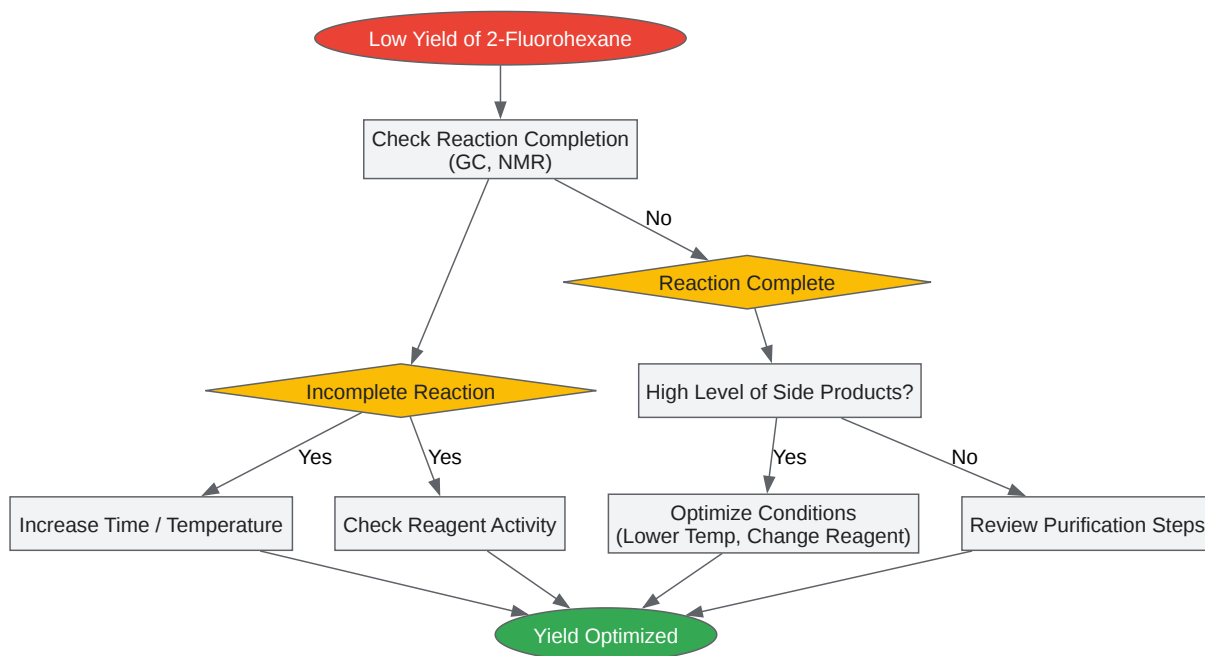 Low Yield of 2-Fluorohexane
Check Reaction Completion
(GC, NMR)
No
Reaction Complete
Incomplete Reaction
High Level of Side Products?
Yes
Yes
Yes
No
Increase Time / Temperature
Check Reagent Activity
Optimize Conditions
(Lower Temp, Change Reagent)
Review Purification Steps
Yield Optimized